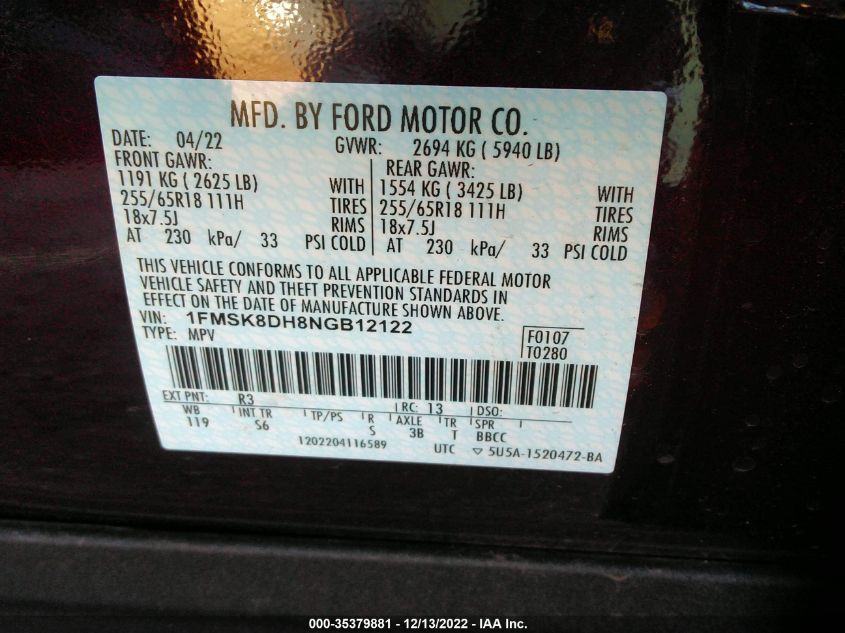 MFD. BY FORD MOTOR CO.
DATE: 04/22 GVWR: 2694 KG ( 5940 LB)
FRONT GAWR: REAR GAWR:
1191 KG ( 2625 LB) WITH 1554 KG ( 3425 LB) WITH
255/65R18 111H TIRES 255/65R18 111H TIRES
18x7.5J RIMS 18x7.5J RIMS
AT 230 kPa/ 33 PSI COLD AT 230 kPa/ 33 PSI COLD
THIS VEHICLE CONFORMS TO ALL APPLICABLE FEDERAL MOTOR
VEHICLE SAFETY AND THEFT PREVENTION STANDARDS IN
EFFECT ON THE DATE OF MANUFACTURE SHOWN ABOVE.
VIN: 1FMSK8DH8NGB12122
TYPE: MPV
F0107
T0280
EXT PNT: R3 RC: 13 DSO:
WB INT TR TP/PS R AXLE TR SPR
119 S6 S 3B T BBCC
1202204116589 UTC ▽ 5U5A-1520472-BA
000-35379881 - 12/13/2022 - IAA Inc.